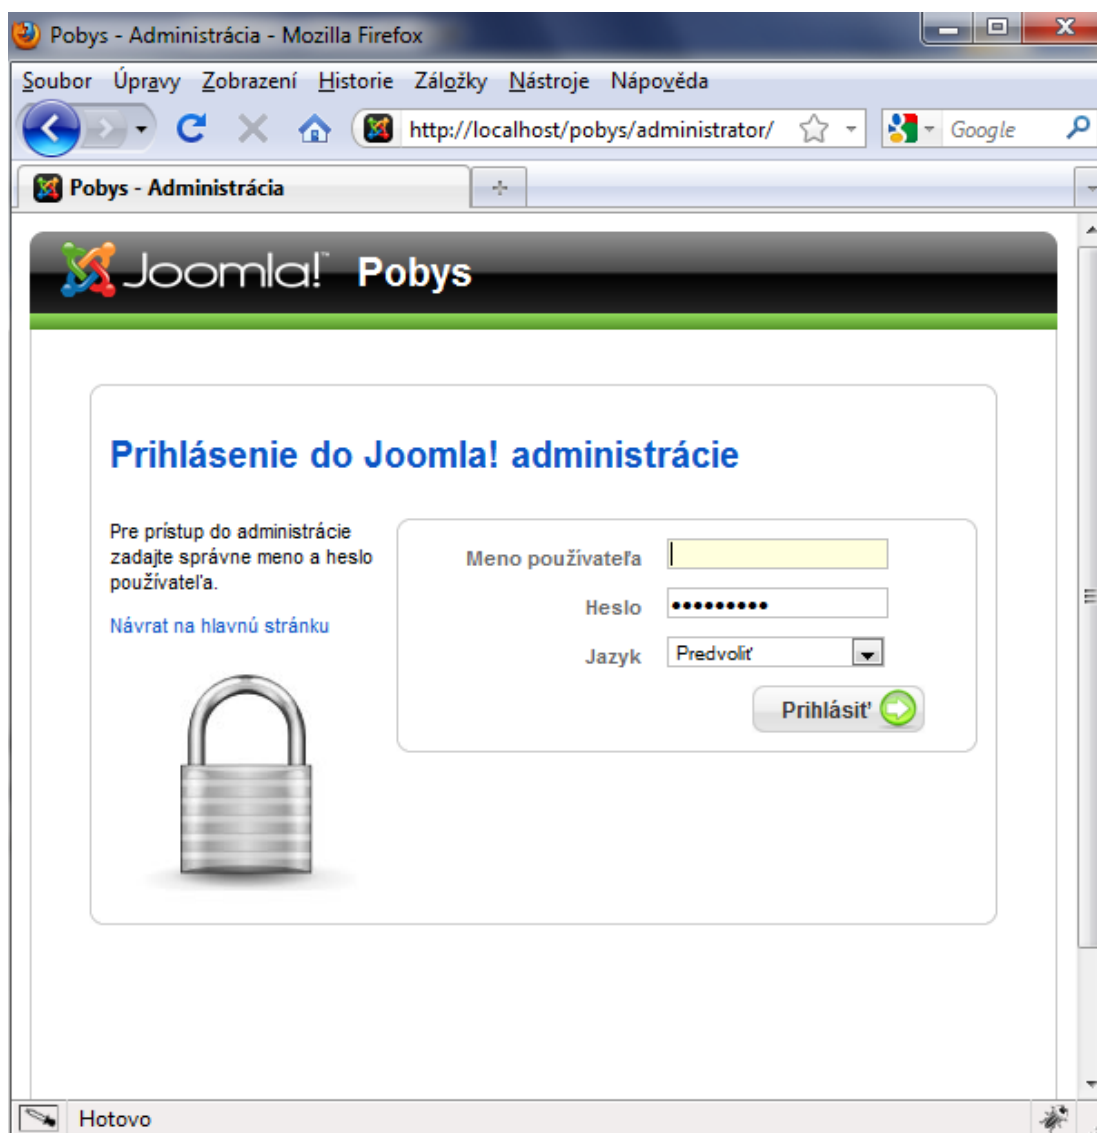 Pobys - Administrácia - Mozilla Firefox
Soubor Úpravy Zobrazení Historie Záložky Nástroje Nápověda
http://localhost/pobys/administrator/ Google
Pobys - Administrácia
Joomla!™ Pobys
Prihlásenie do Joomla! administrácie
Pre prístup do administrácie
zadajte správne meno a heslo
používateľa.
Návrat na hlavnú stránku
Meno používateľa
Heslo •••••••••
Jazyk Predvoliť
Prihlásiť
Hotovo